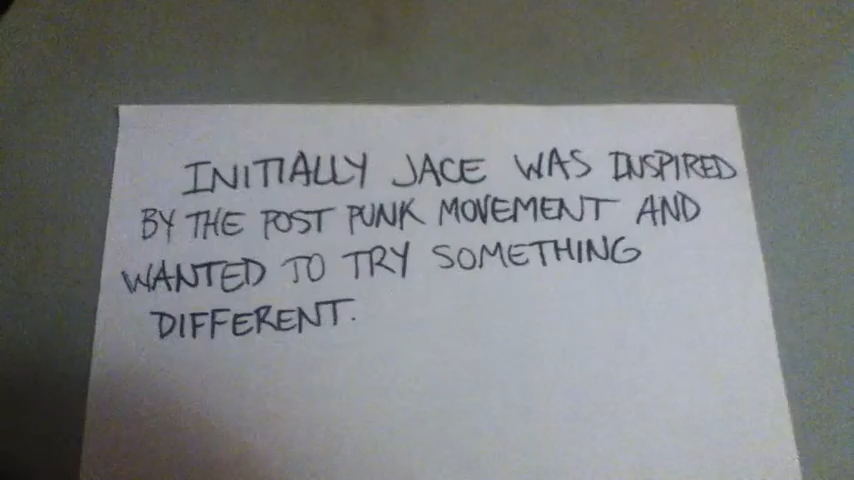 INITIALLY JACE WAS INSPIRED
BY THE POST PUNK MOVEMENT AND
WANTED TO TRY SOMETHING
DIFFERENT.